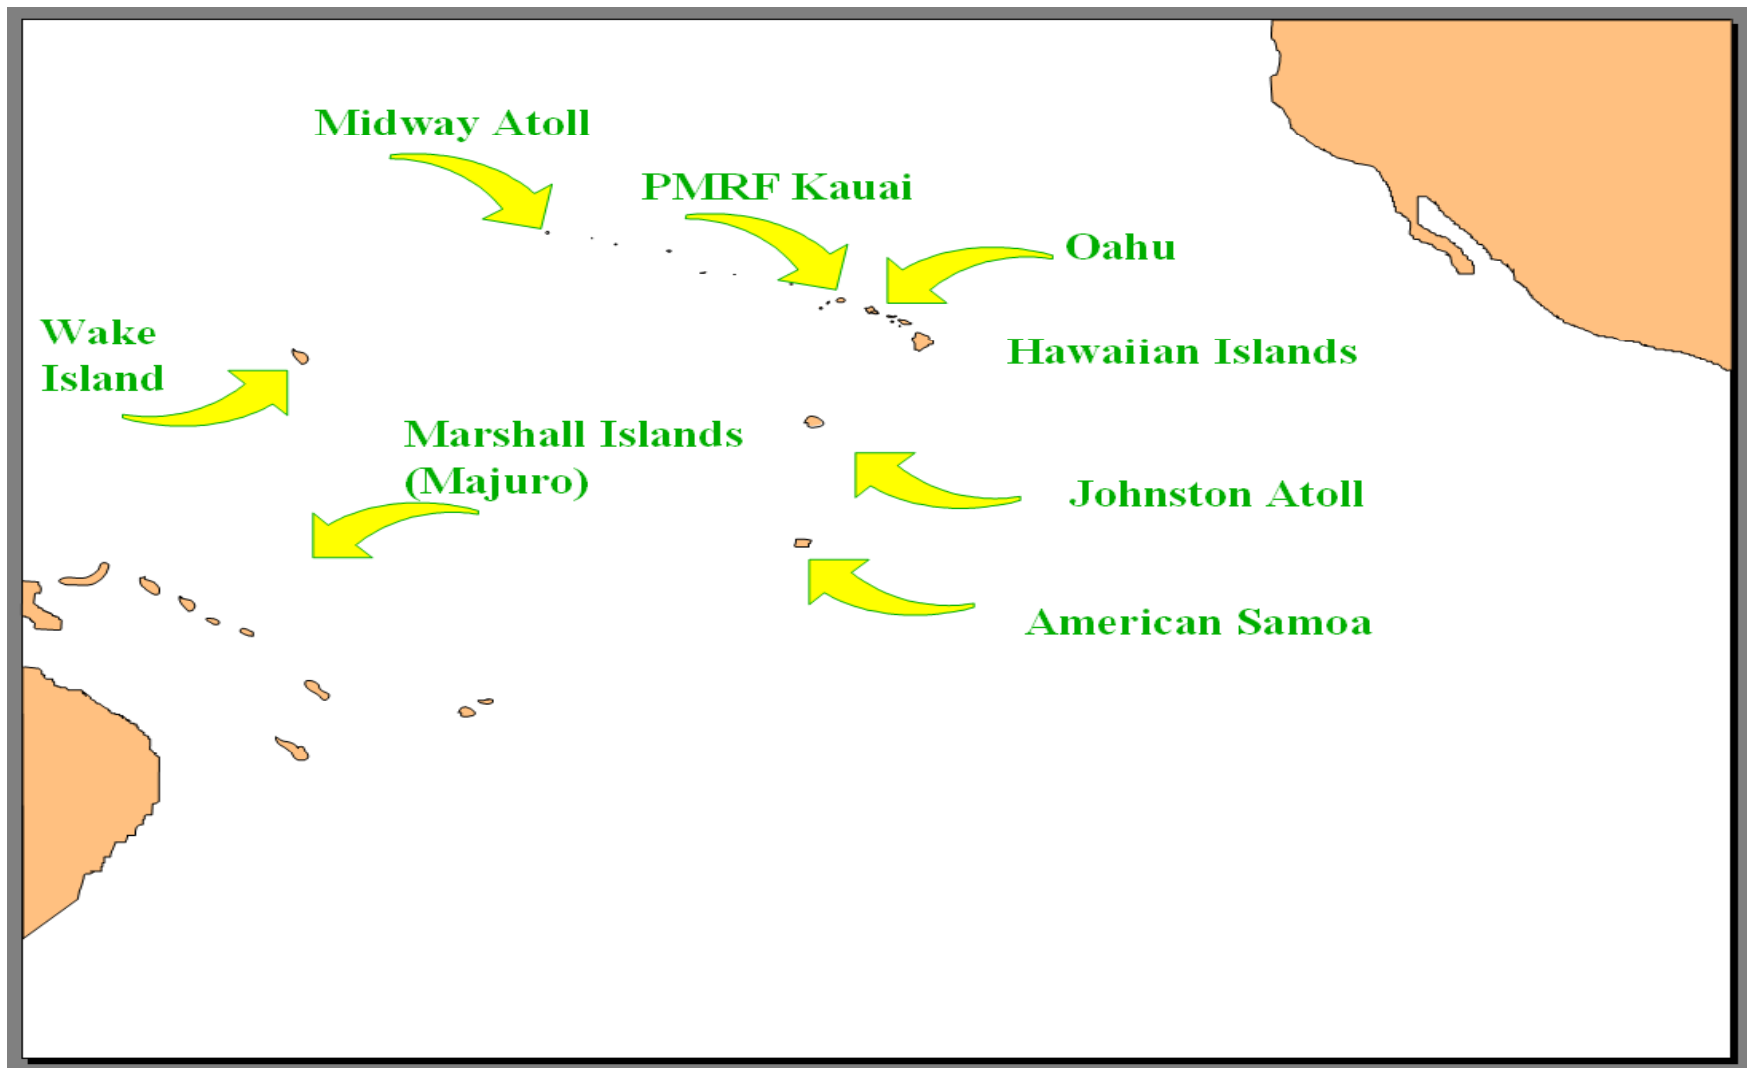 Midway Atoll
PMRF Kauai
Oahu
Wake
Island
Hawaiian Islands
Marshall Islands
(Majuro)
Johnston Atoll
American Samoa